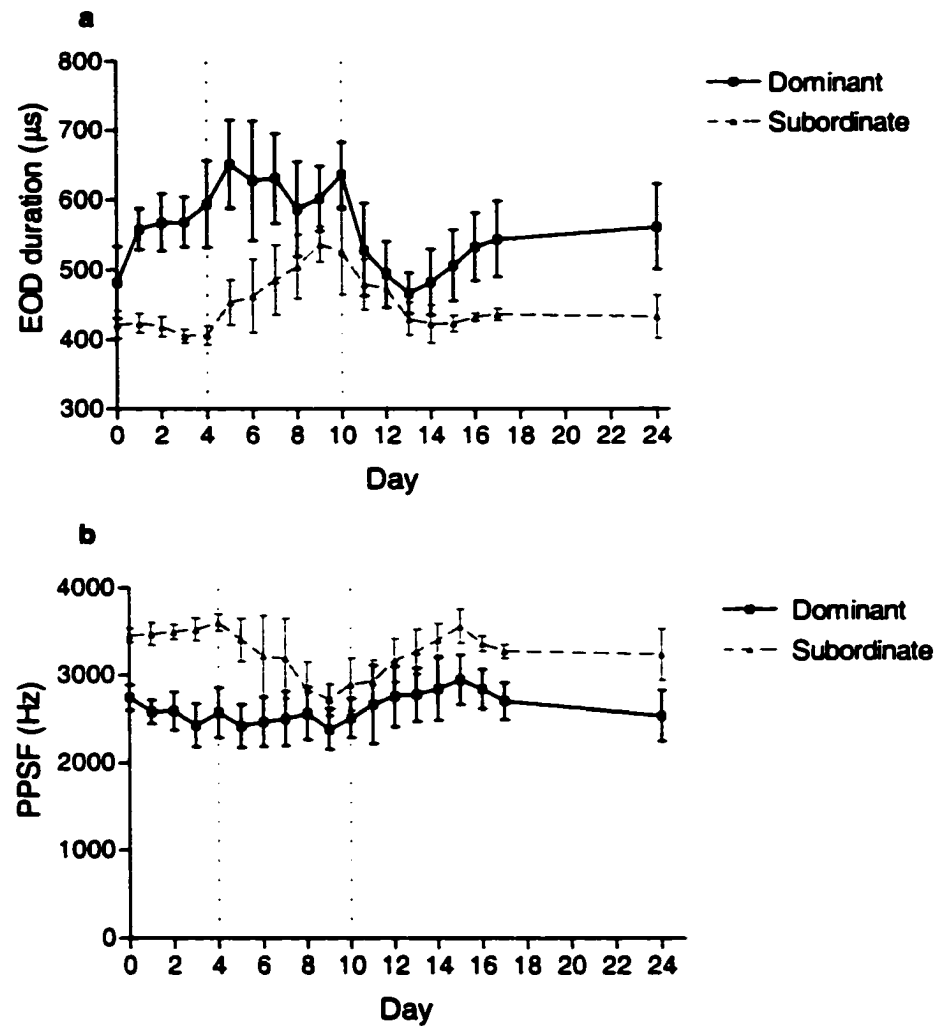 a
800
700
600
500
400
300
EOD duration (µs)
0 2 4 6 8 10 12 14 16 18 20 22 24
Day
Dominant
Subordinate
b
4000
3000
2000
1000
0
PPSF (Hz)
0 2 4 6 8 10 12 14 16 18 20 22 24
Day
Dominant
Subordinate